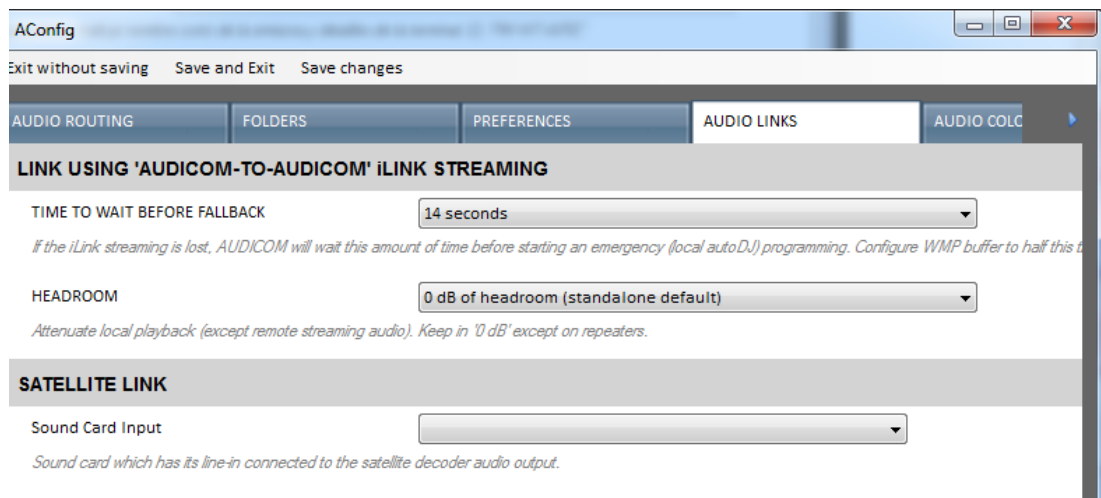 AConfig
Exit without saving Save and Exit Save changes
AUDIO ROUTING FOLDERS PREFERENCES AUDIO LINKS AUDIO COLO
LINK USING 'AUDICOM-TO-AUDICOM' iLINK STREAMING
TIME TO WAIT BEFORE FALLBACK 14 seconds
If the iLink streaming is lost, AUDICOM will wait this amount of time before starting an emergency (local autoDJ) programming. Configure WMP buffer to half this t
HEADROOM 0 dB of headroom (standalone default)
Attenuate local playback (except remote streaming audio). Keep in '0 dB' except on repeaters.
SATELLITE LINK
Sound Card Input
Sound card which has its line-in connected to the satellite decoder audio output.